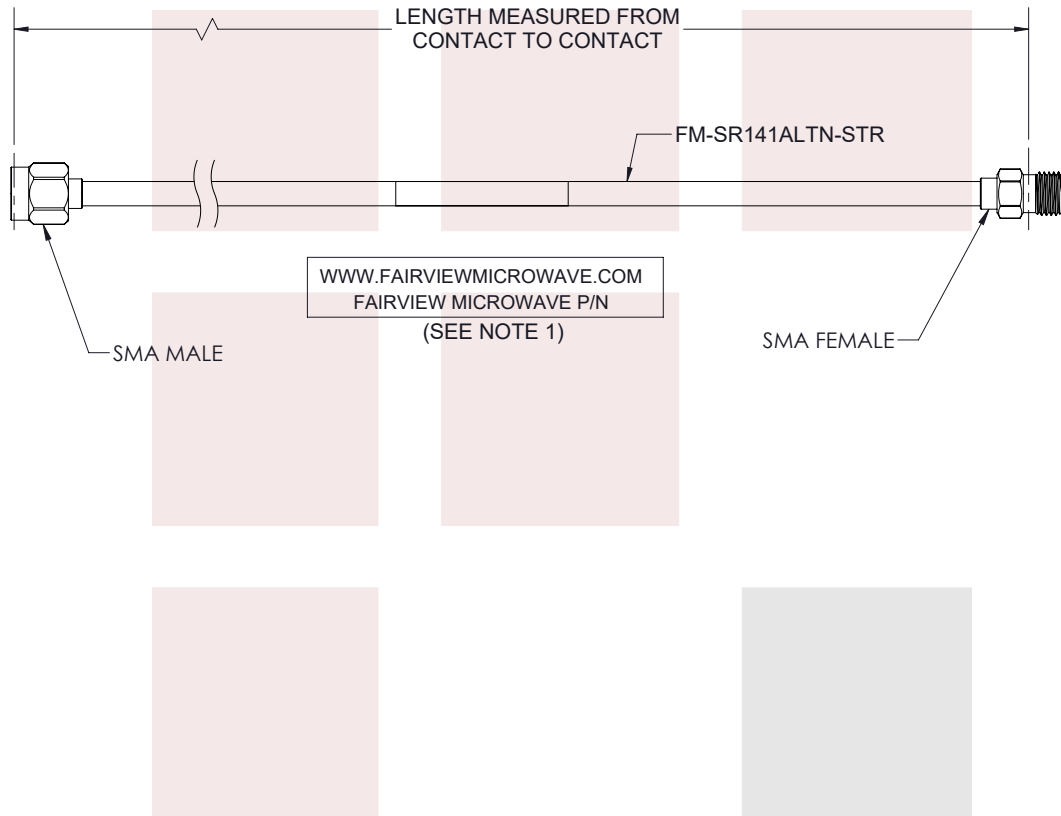 LENGTH MEASURED FROM
CONTACT TO CONTACT
FM-SR141ALTN-STR
WWW.FAIRVIEWMICROWAVE.COM
FAIRVIEW MICROWAVE P/N
(SEE NOTE 1)
SMA MALE
SMA FEMALE